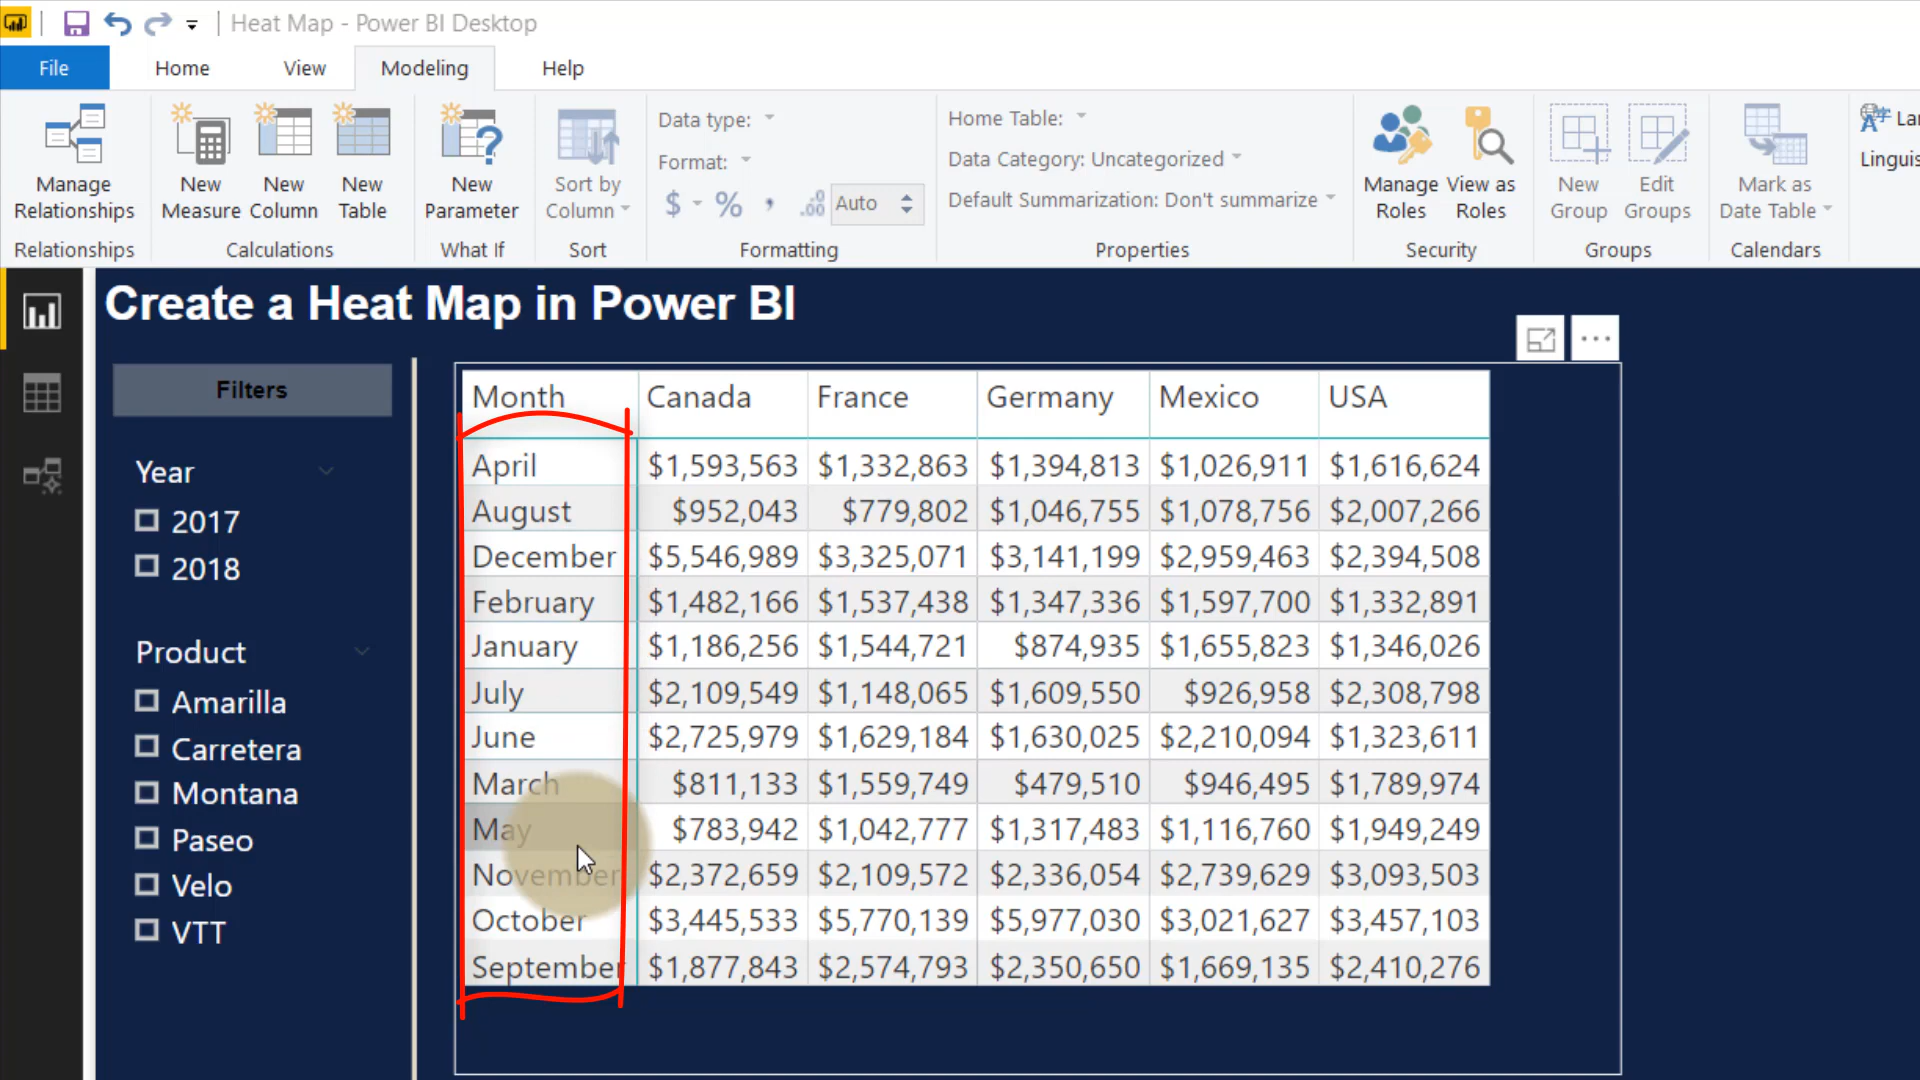 Heat Map - Power BI Desktop
File Home View Modeling Help
Manage Relationships
New Measure
New Column
New Table
New Parameter
Sort by Column
Data type:
Format:
$ % , .00 Auto
Home Table:
Data Category: Uncategorized
Default Summarization: Don't summarize
Manage Roles
View as Roles
New Group
Edit Groups
Mark as Date Table
Linguis
Relationships Calculations What If Sort Formatting Properties Security Groups Calendars
Create a Heat Map in Power BI
Filters
Year
2017
2018
Product
Amarilla
Carretera
Montana
Paseo
Velo
VTT
Month Canada France Germany Mexico USA
April $1,593,563 $1,332,863 $1,394,813 $1,026,911 $1,616,624
August $952,043 $779,802 $1,046,755 $1,078,756 $2,007,266
December $5,546,989 $3,325,071 $3,141,199 $2,959,463 $2,394,508
February $1,482,166 $1,537,438 $1,347,336 $1,597,700 $1,332,891
January $1,186,256 $1,544,721 $874,935 $1,655,823 $1,346,026
July $2,109,549 $1,148,065 $1,609,550 $926,958 $2,308,798
June $2,725,979 $1,629,184 $1,630,025 $2,210,094 $1,323,611
March $811,133 $1,559,749 $479,510 $946,495 $1,789,974
May $783,942 $1,042,777 $1,317,483 $1,116,760 $1,949,249
November $2,372,659 $2,109,572 $2,336,054 $2,739,629 $3,093,503
October $3,445,533 $5,770,139 $5,977,030 $3,021,627 $3,457,103
September $1,877,843 $2,574,793 $2,350,650 $1,669,135 $2,410,276